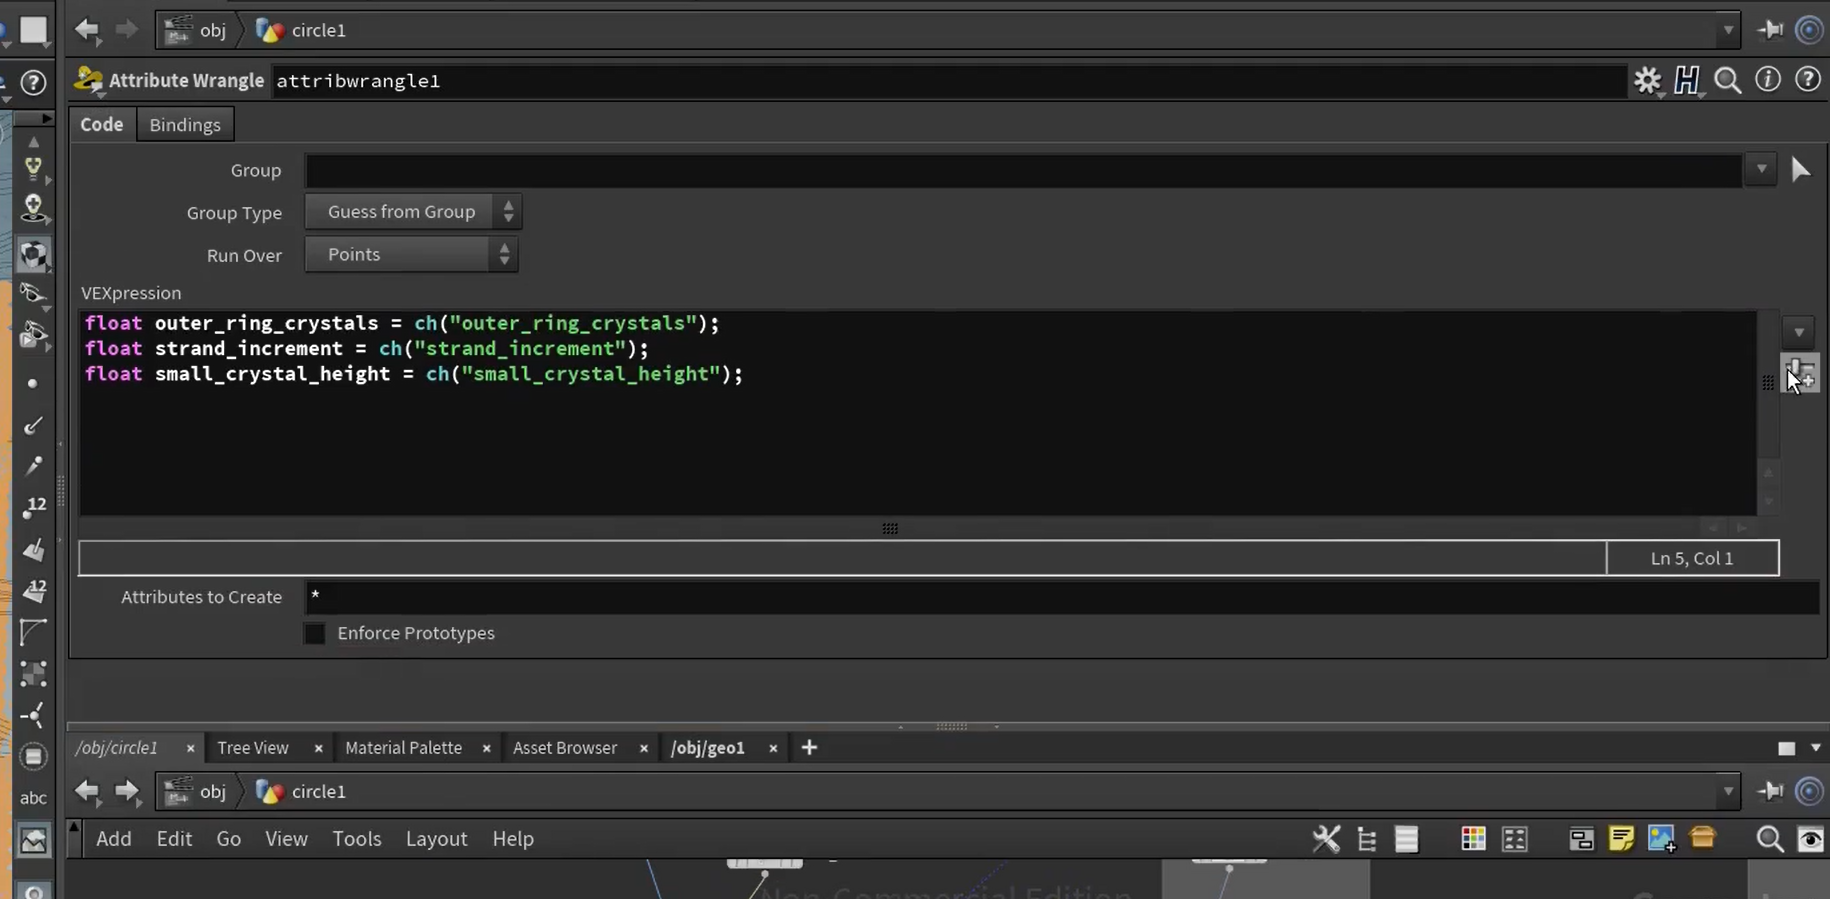 obj circle1
Attribute Wrangle attribwrangle1
Code Bindings
Group
Group Type Guess from Group
Run Over Points
VEXpression
float outer_ring_crystals = ch("outer_ring_crystals");
float strand_increment = ch("strand_increment");
float small_crystal_height = ch("small_crystal_height");
Ln 5, Col 1
Attributes to Create *
Enforce Prototypes
12
12
abc
/obj/circle1 × Tree View × Material Palette × Asset Browser × /obj/geo1 × +
obj circle1
Add Edit Go View Tools Layout Help
Non-Commercial Edition